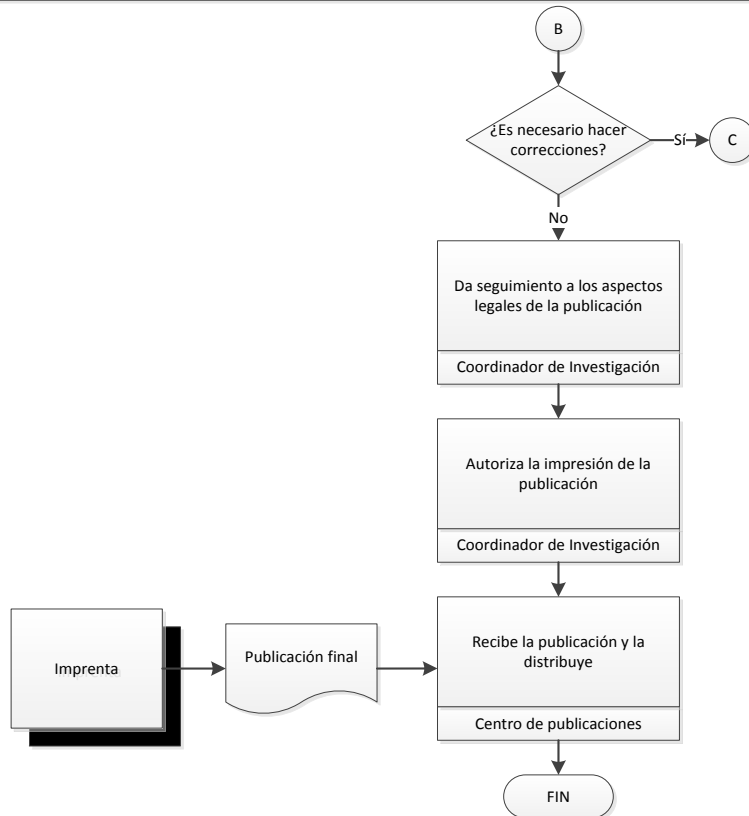 B
¿Es necesario hacer
correcciones?
Sí
C
No
Da seguimiento a los aspectos
legales de la publicación
Coordinador de Investigación
Autoriza la impresión de la
publicación
Coordinador de Investigación
Imprenta
Publicación final
Recibe la publicación y la
distribuye
Centro de publicaciones
FIN